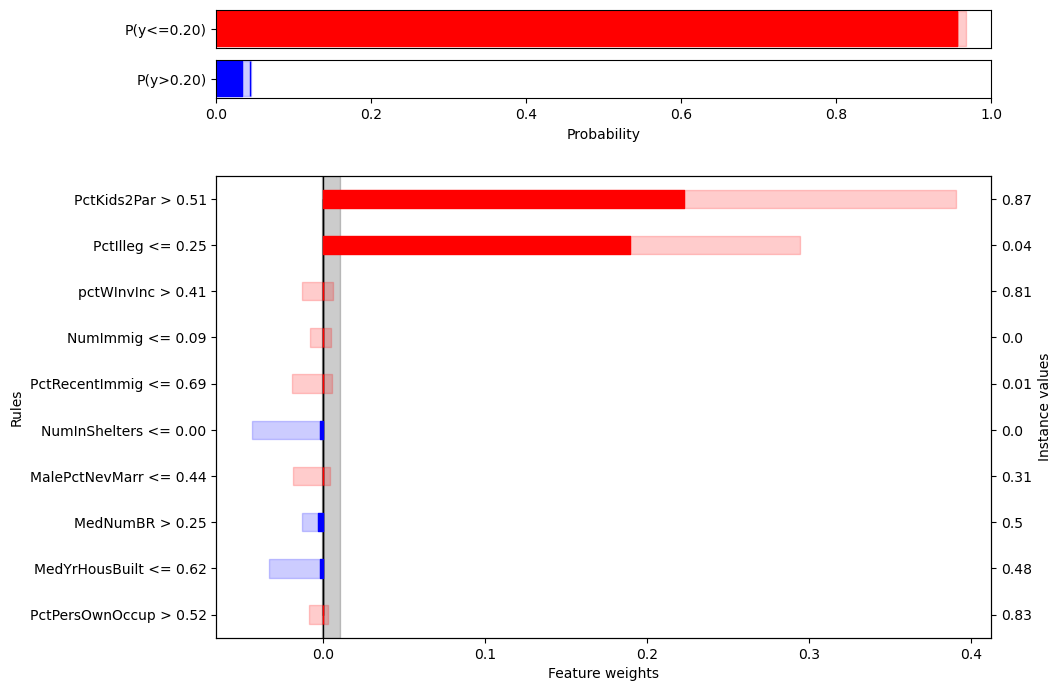 P(y<=0.20)
P(y>0.20)
0.0 0.2 0.4 0.6 0.8 1.0
Probability
PctKids2Par > 0.51 0.87
PctIlleg <= 0.25 0.04
pctWInvInc > 0.41 0.81
NumImmig <= 0.09 0.0
PctRecentImmig <= 0.69 0.01
NumInShelters <= 0.00 0.0
MalePctNevMarr <= 0.44 0.31
MedNumBR > 0.25 0.5
MedYrHousBuilt <= 0.62 0.48
PctPersOwnOccup > 0.52 0.83
Rules
Instance values
0.0 0.1 0.2 0.3 0.4
Feature weights